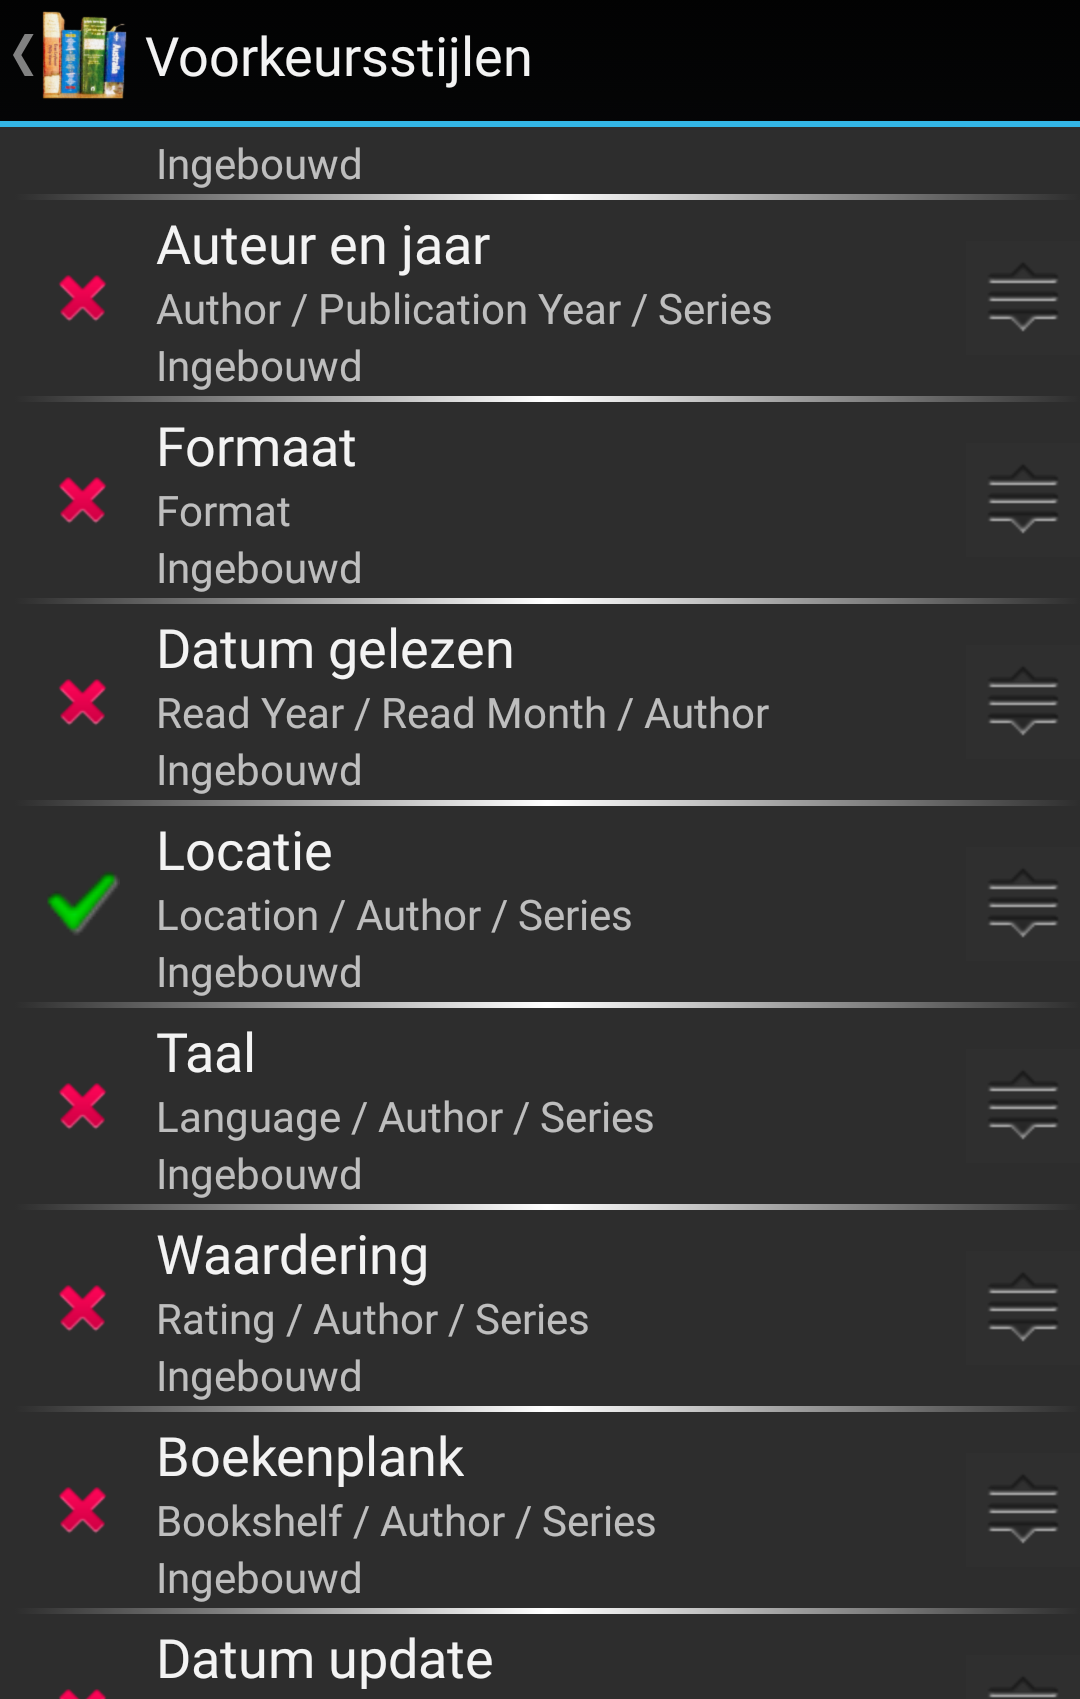 Voorkeursstijlen
Ingebouwd
Auteur en jaar
Author / Publication Year / Series
Ingebouwd
Formaat
Format
Ingebouwd
Datum gelezen
Read Year / Read Month / Author
Ingebouwd
Locatie
Location / Author / Series
Ingebouwd
Taal
Language / Author / Series
Ingebouwd
Waardering
Rating / Author / Series
Ingebouwd
Boekenplank
Bookshelf / Author / Series
Ingebouwd
Datum update